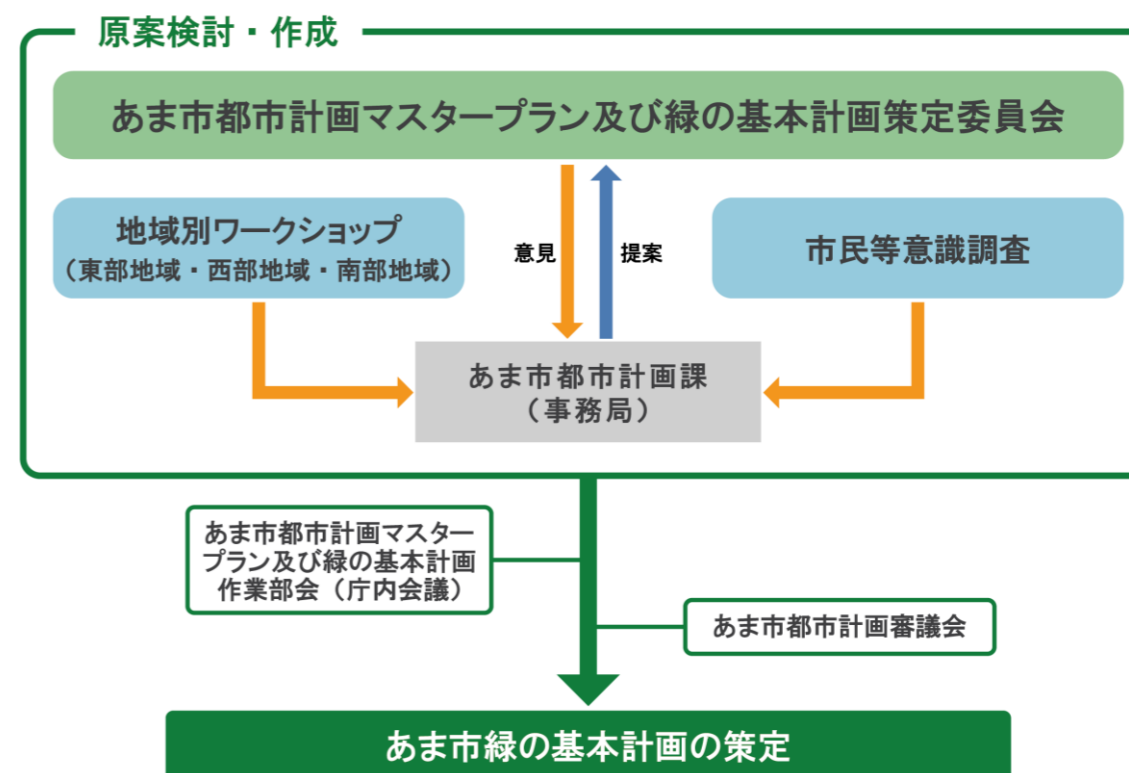 原案検討・作成
あま市都市計画マスタープラン及び緑の基本計画策定委員会
地域別ワークショップ
（東部地域・西部地域・南部地域）
意見
提案
市民等意識調査
あま市都市計画課
（事務局）
あま市都市計画マスター
プラン及び緑の基本計画
作業部会（庁内会議）
あま市都市計画審議会
あま市緑の基本計画の策定